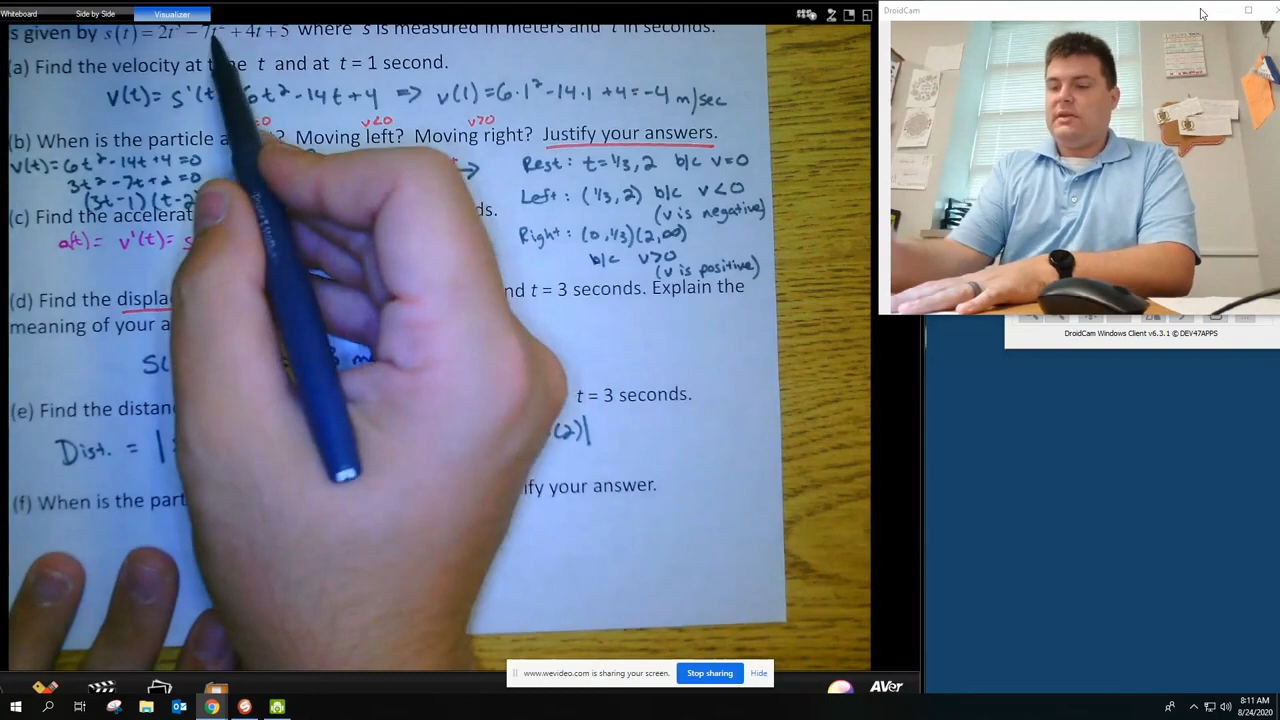 Whiteboard Side by Side Visualizer
DroidCam
is given by s(t) = 2t³ − 7t² + 4t + 5 where s is measured in meters and t in seconds.
(a) Find the velocity at t and at t = 1 second.
v(t) = s'(t 6t² -14t + 4 ⇒ v(1) = 6·1² -14·1 +4 = -4 m/sec
=0 v<0 v>0
(b) When is the particle a ? Moving left? Moving right? Justify your answers.
v(t) = 6t² -14t +4 =0
3t² -7t +2 =0
(3t -1)(t -2
Rest: t = 1/3, 2 b/c v=0
Left: (1/3, 2) b/c v < 0
(v is negative)
Right: (0, 1/3)(2, ∞)
b/c v>0
(v is positive)
(c) Find the accelerat ds.
a(t) = v'(t) = s
(d) Find the displa nd t = 3 seconds. Explain the
meaning of your a
s(
(e) Find the distan t = 3 seconds.
Dist. = | (2)|
(f) When is the part ify your answer.
DroidCam Windows Client v6.3.1 © DEV47APPS
www.wevideo.com is sharing your screen. Stop sharing Hide
AVer
8:11 AM
8/24/2020